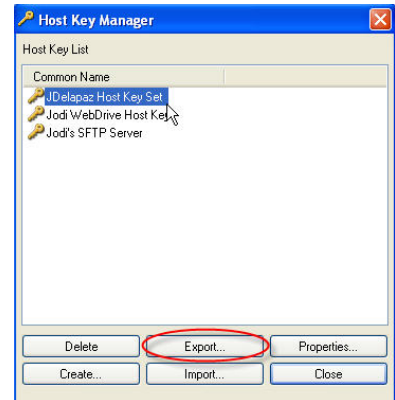 Host Key Manager
Host Key List
Common Name
JDelapaz Host Key Set
Jodi WebDrive Host Key
Jodi's SFTP Server
Delete Export... Properties...
Create... Import... Close